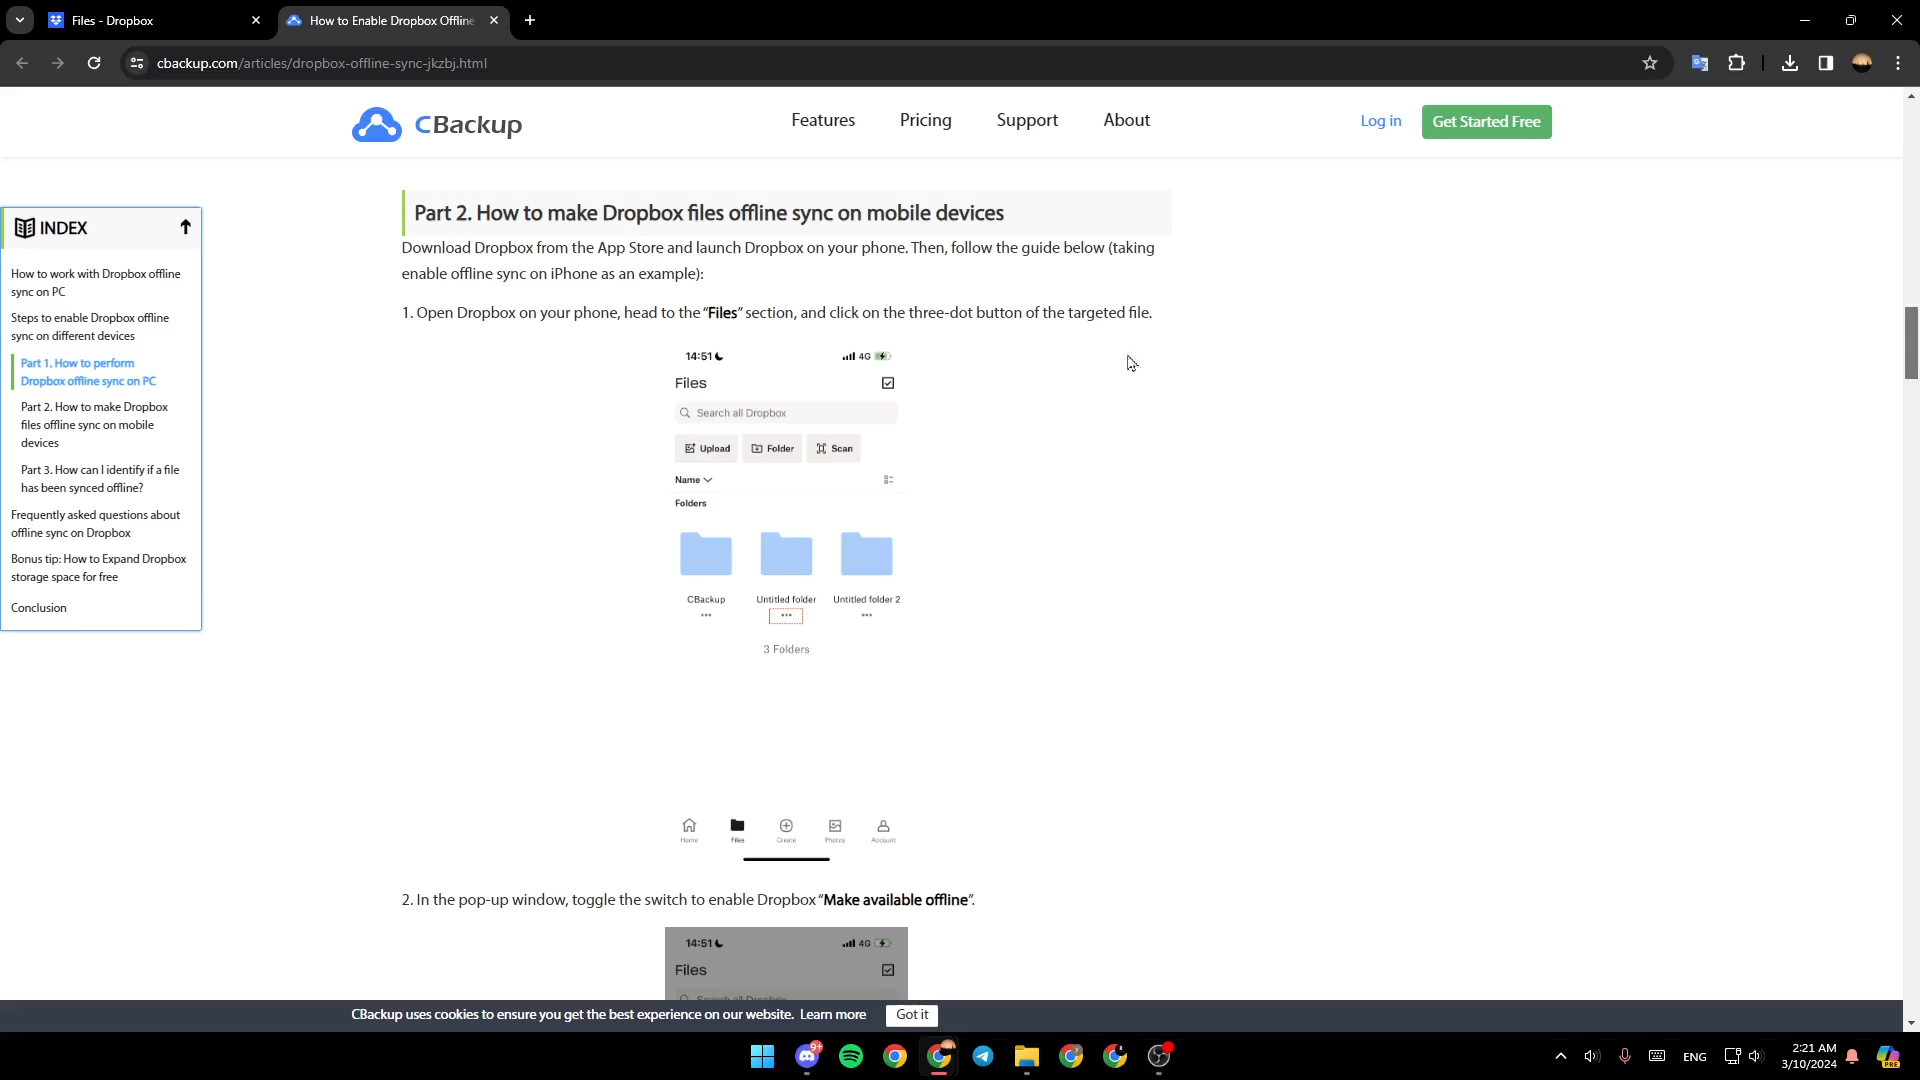 Files - Dropbox
How to Enable Dropbox Offline
cbackup.com/articles/dropbox-offline-sync-jkzbj.html
CBackup
Features
Pricing
Support
About
Log in
Get Started Free
INDEX
How to work with Dropbox offline
sync on PC
Steps to enable Dropbox offline
sync on different devices
Part 1. How to perform
Dropbox offline sync on PC
Part 2. How to make Dropbox
files offline sync on mobile
devices
Part 3. How can I identify if a file
has been synced offline?
Frequently asked questions about
offline sync on Dropbox
Bonus tip: How to Expand Dropbox
storage space for free
Conclusion
Part 2. How to make Dropbox files offline sync on mobile devices
Download Dropbox from the App Store and launch Dropbox on your phone. Then, follow the guide below (taking
enable offline sync on iPhone as an example):
1. Open Dropbox on your phone, head to the “Files” section, and click on the three-dot button of the targeted file.
14:51
4G
Files
Search all Dropbox
Upload
Folder
Scan
Name
Folders
CBackup
Untitled folder
Untitled folder 2
3 Folders
Home
Files
Create
Photos
Account
2. In the pop-up window, toggle the switch to enable Dropbox “Make available offline”.
14:51
4G
Files
Search all Dropbox
CBackup uses cookies to ensure you get the best experience on our website. Learn more
Got it
9+
ENG
2:21 AM
3/10/2024
PRE